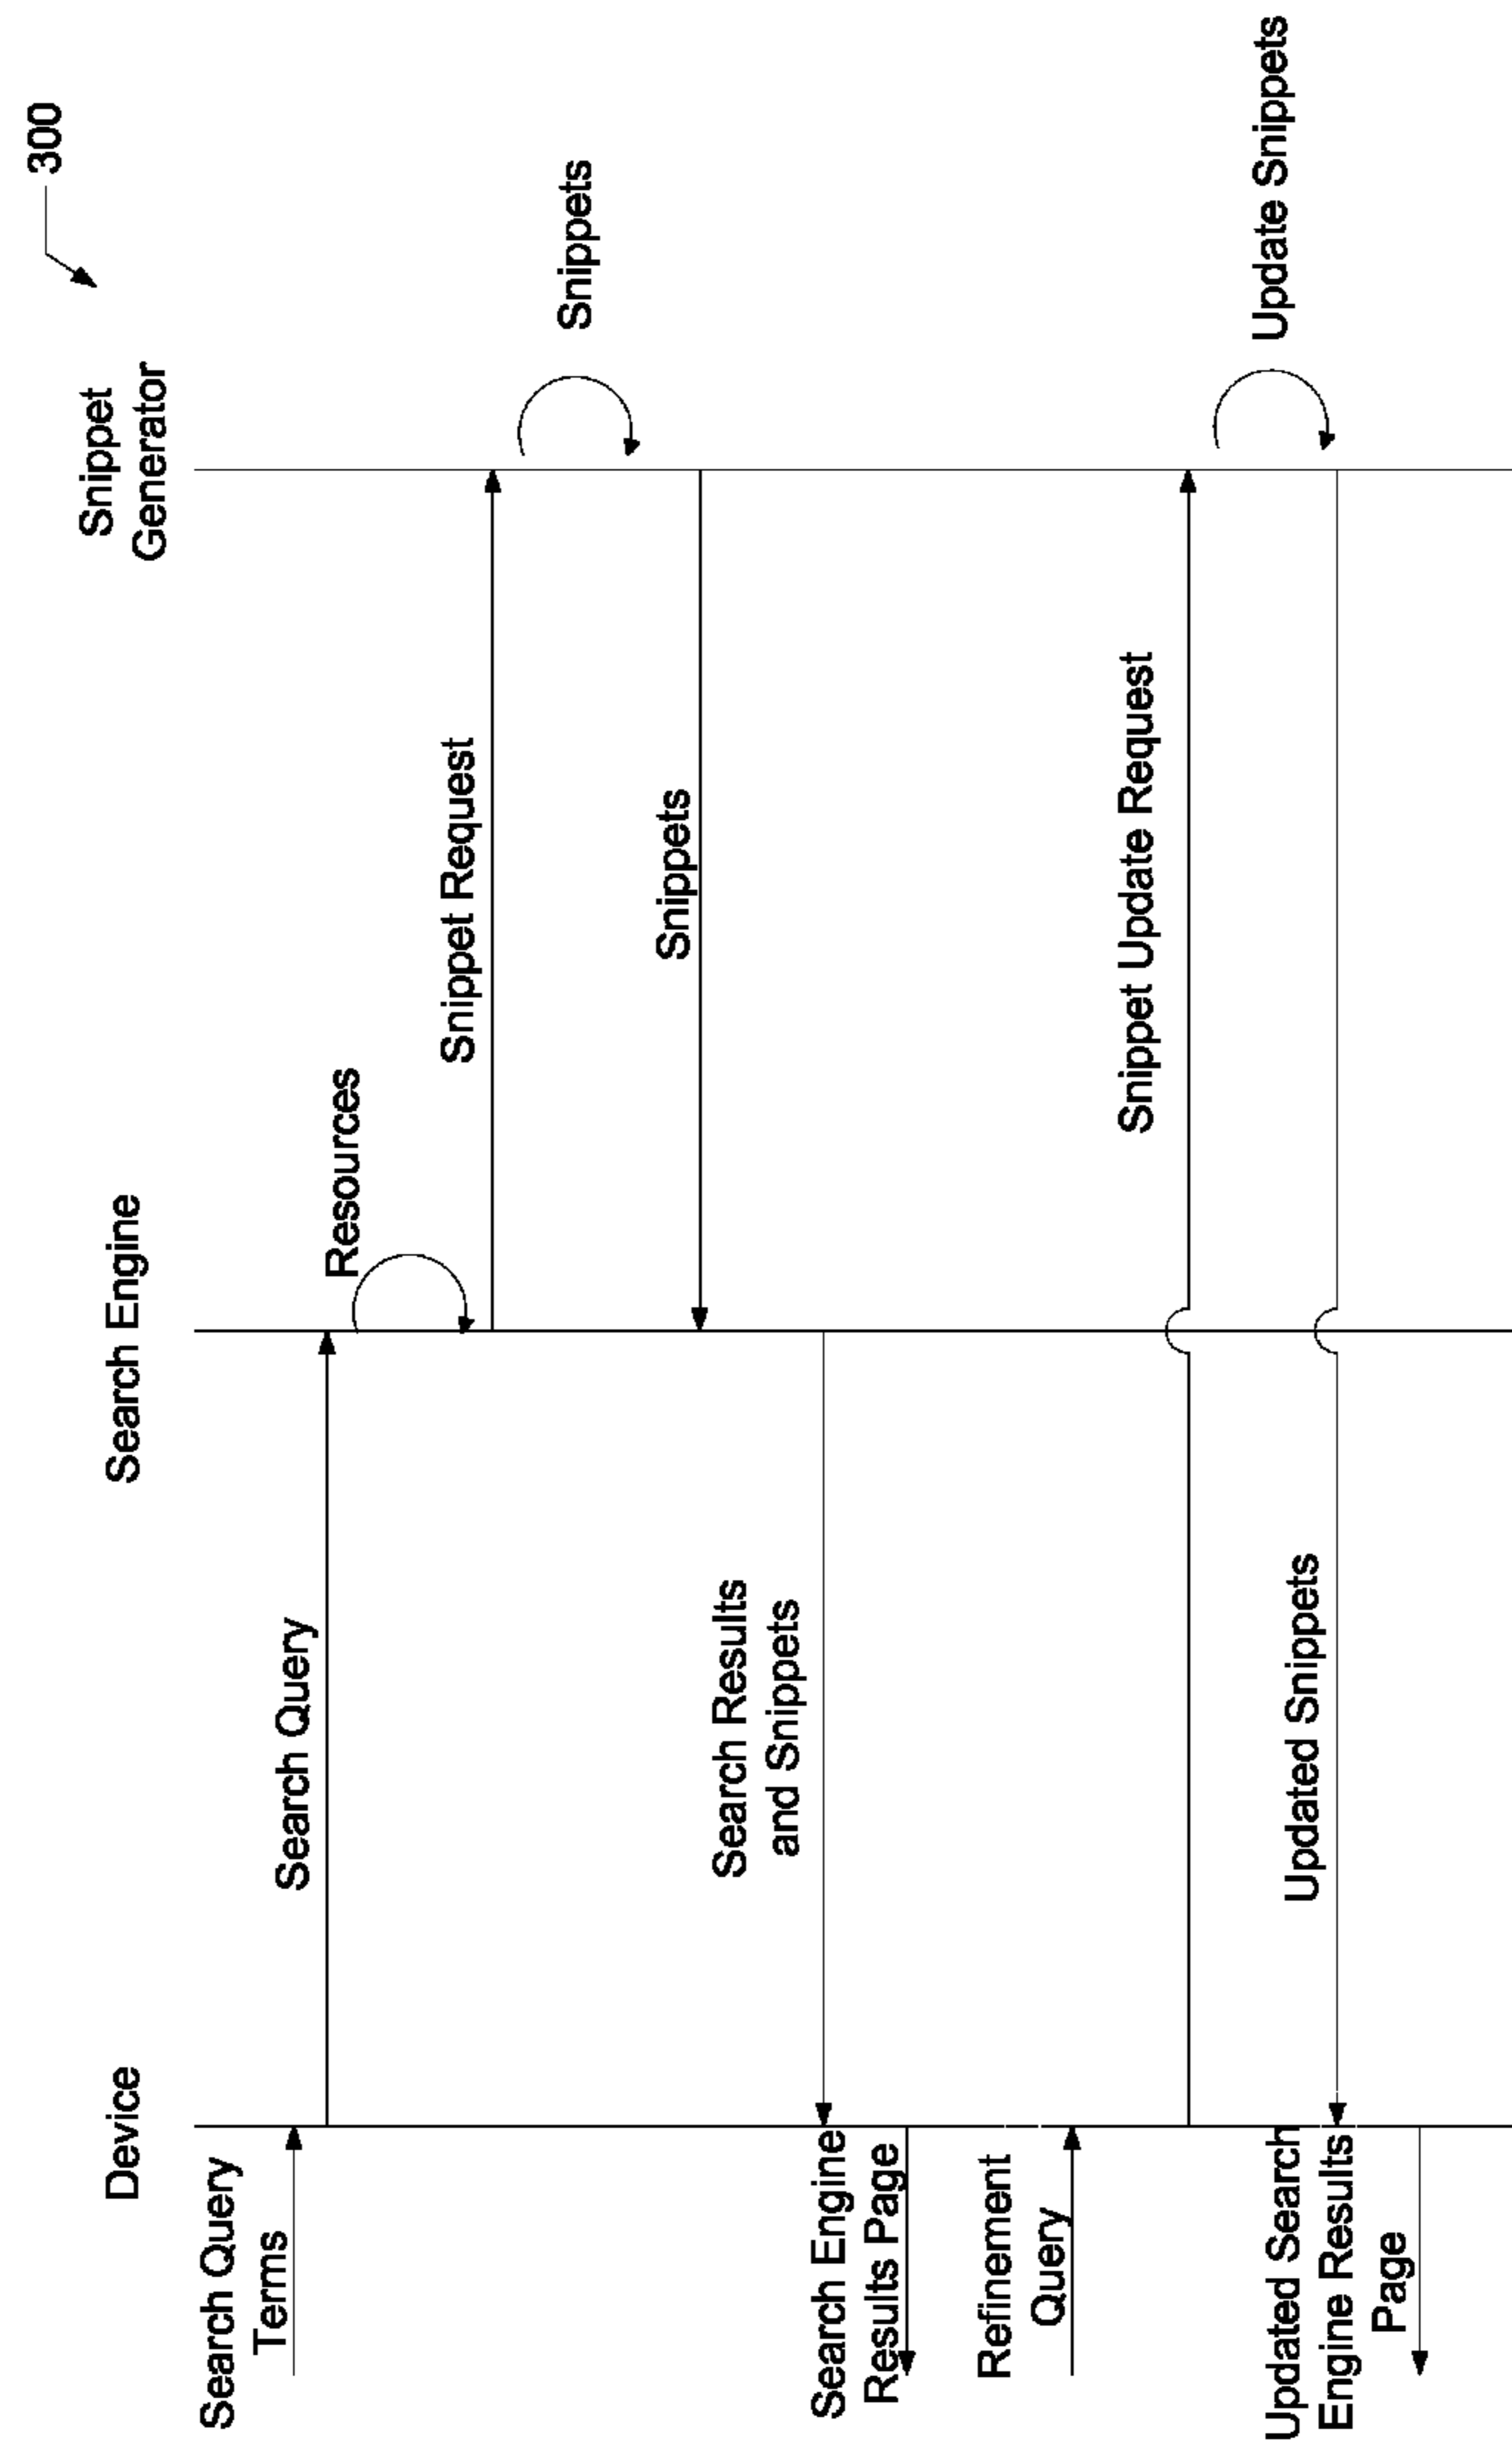 300
Device
Search Engine
Snippet
Generator
Search Query
Terms
Search Query
Resources
Snippet Request
Snippets
Snippets
Search Results
and Snippets
Search Engine
Results Page
Refinement
Query
Snippet Update Request
Update Snippets
Updated Snippets
Updated Search
Engine Results
Page